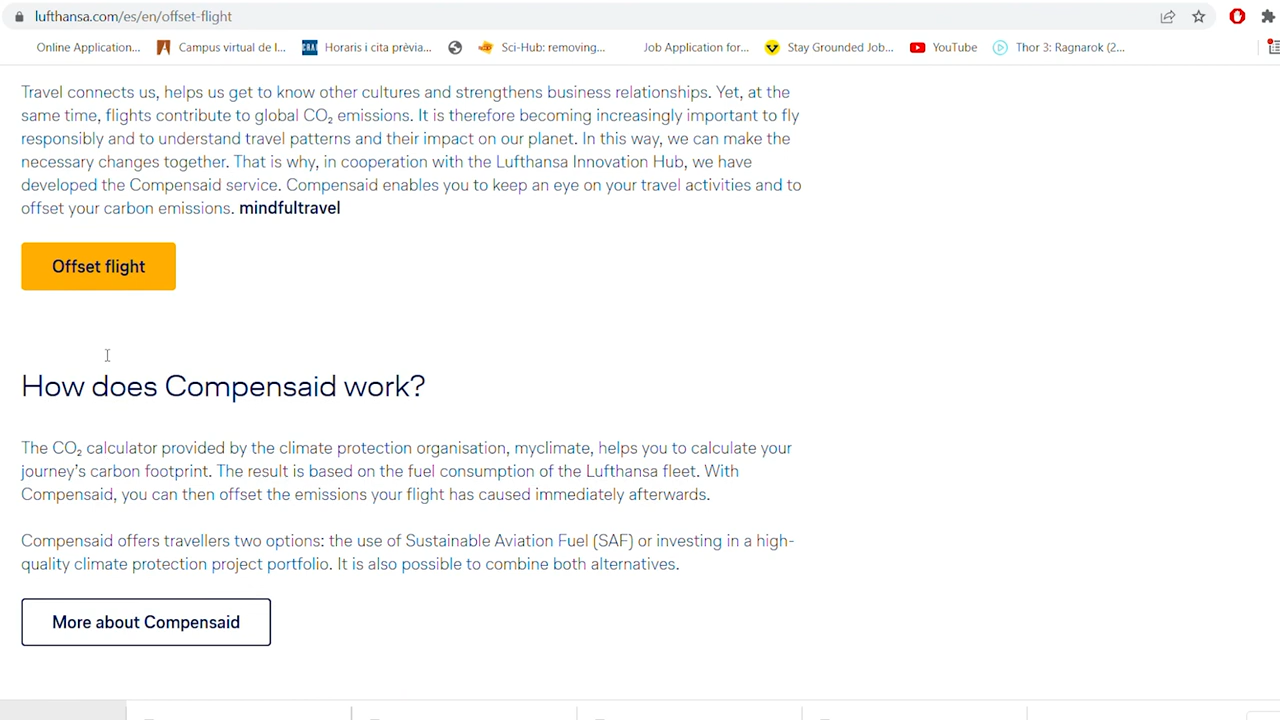 lufthansa.com/es/en/offset-flight
Online Application... Campus virtual de l... Horaris i cita prèvia... Sci-Hub: removing... Job Application for... Stay Grounded Job... YouTube Thor 3: Ragnarok (2...
Travel connects us, helps us get to know other cultures and strengthens business relationships. Yet, at the
same time, flights contribute to global CO₂ emissions. It is therefore becoming increasingly important to fly
responsibly and to understand travel patterns and their impact on our planet. In this way, we can make the
necessary changes together. That is why, in cooperation with the Lufthansa Innovation Hub, we have
developed the Compensaid service. Compensaid enables you to keep an eye on your travel activities and to
offset your carbon emissions. mindfultravel
Offset flight
How does Compensaid work?
The CO₂ calculator provided by the climate protection organisation, myclimate, helps you to calculate your
journey's carbon footprint. The result is based on the fuel consumption of the Lufthansa fleet. With
Compensaid, you can then offset the emissions your flight has caused immediately afterwards.
Compensaid offers travellers two options: the use of Sustainable Aviation Fuel (SAF) or investing in a high-
quality climate protection project portfolio. It is also possible to combine both alternatives.
More about Compensaid